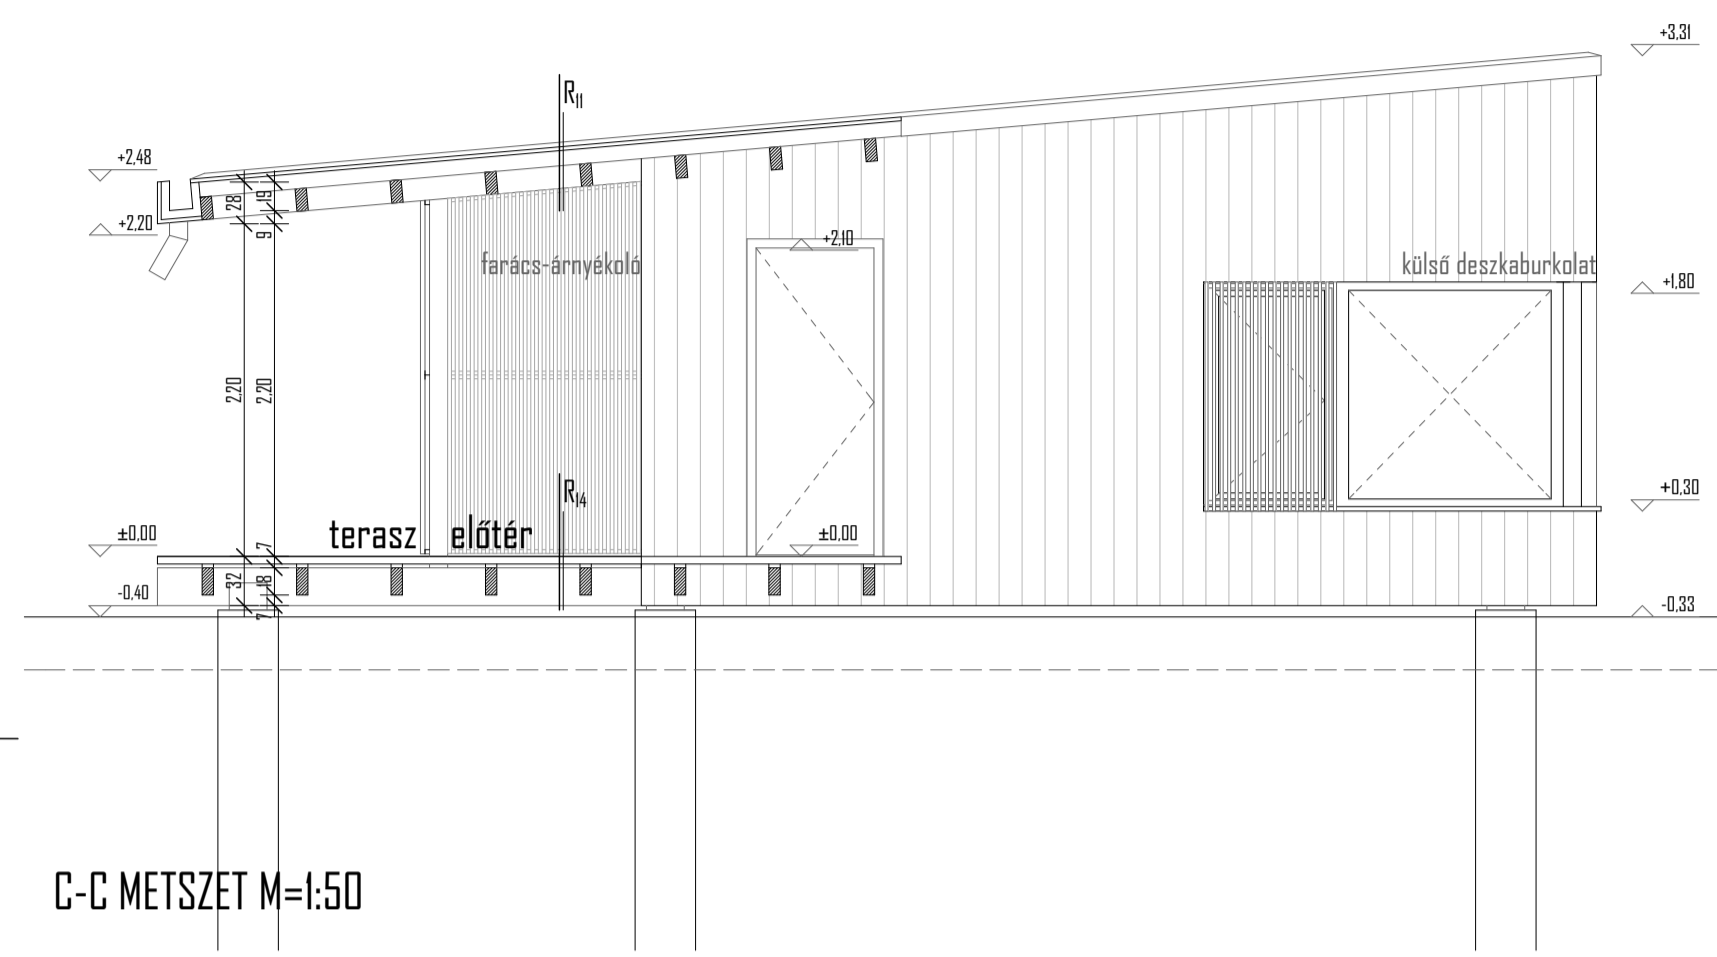 +3,31
R11
+2,48
28
19
+2,20
9
+2,10
farács-árnyékoló
külső deszkaburkolat
+1,80
2,20
2,20
+0,30
R14
±0,00
terasz
előtér
±0,00
7
32
18
-0,40
7
-0,33
C-C METSZET M=1:50